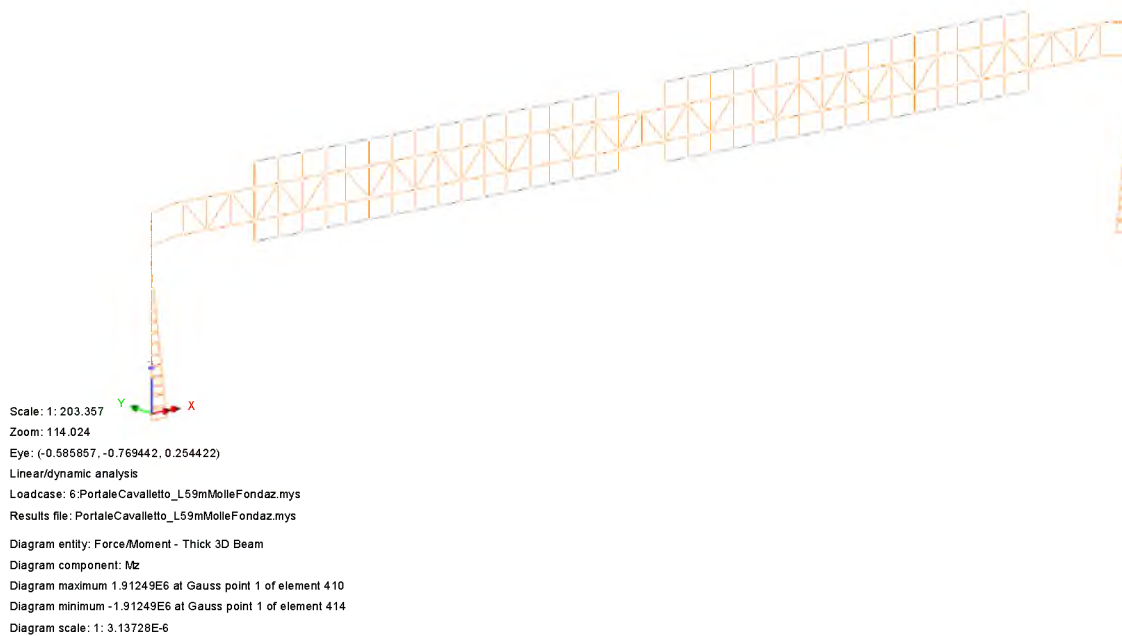 Scale: 1: 203.357
Y
X
Zoom: 114.024
Eye: (-0.585857, -0.769442, 0.254422)
Linear/dynamic analysis
Loadcase: 6:PortaleCavalletto_L59mMolleFondaz.mys
Results file: PortaleCavalletto_L59mMolleFondaz.mys
Diagram entity: Force/Moment - Thick 3D Beam
Diagram component: Mz
Diagram maximum 1.91249E6 at Gauss point 1 of element 410
Diagram minimum -1.91249E6 at Gauss point 1 of element 414
Diagram scale: 1: 3.13728E-6